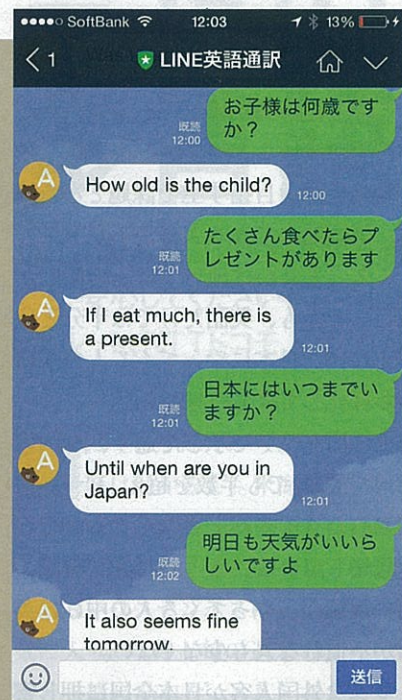 SoftBank 12:03 13%
1 LINE英語通訳
お子様は何歳です
か？
既読
12:00
How old is the child?
12:00
たくさん食べたらプ
レゼントがあります
既読
12:01
If I eat much, there is
a present.
12:01
日本にはいつまでい
ますか？
既読
12:01
Until when are you in
Japan?
12:01
明日も天気がいいら
しいですよ
既読
12:02
It also seems fine
tomorrow.
送信